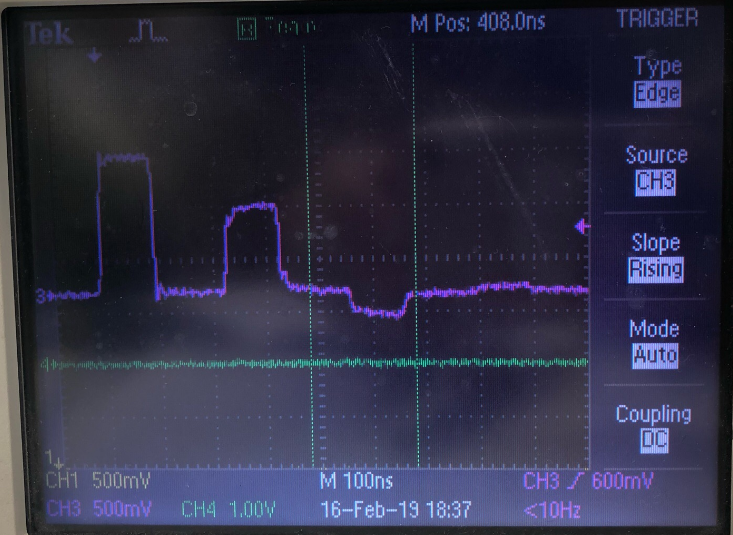 Tek
M Pos: 408.0ns
TRIGGER
Type
Edge
Source
CH3
Slope
Rising
Mode
Auto
Coupling
DC
3
4
1
CH1 500mV
M 100ns
CH3 600mV
CH3 500mV
CH4 1.00V
16-Feb-19 18:37
<10Hz